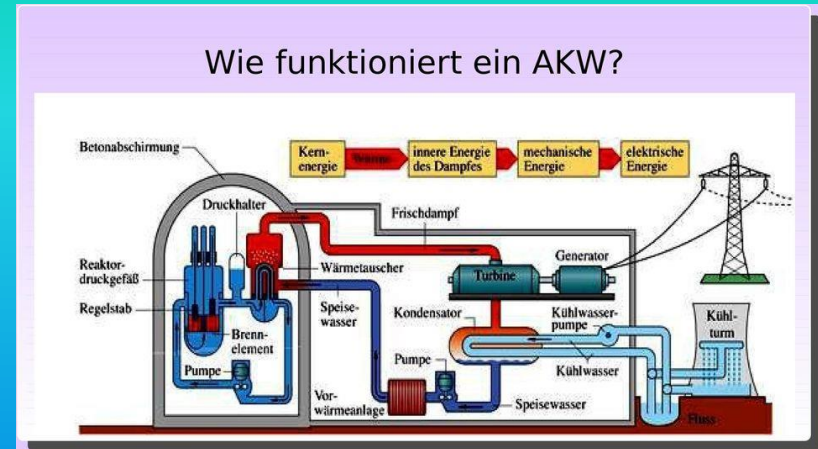 Wie funktioniert ein AKW?
Betonabschirmung
Kern-
energie
Wärme
innere Energie
des Dampfes
mechanische
Energie
elektrische
Energie
Druckhalter
Frischdampf
Reaktor-
druckgefäß
Wärmetauscher
Turbine
Generator
Regelstab
Speise-
wasser
Kondensator
Kühlwasser-
pumpe
Kühl-
turm
Brenn-
element
Pumpe
Pumpe
Kühlwasser
Vor-
wärmeanlage
Speisewasser
Fluss